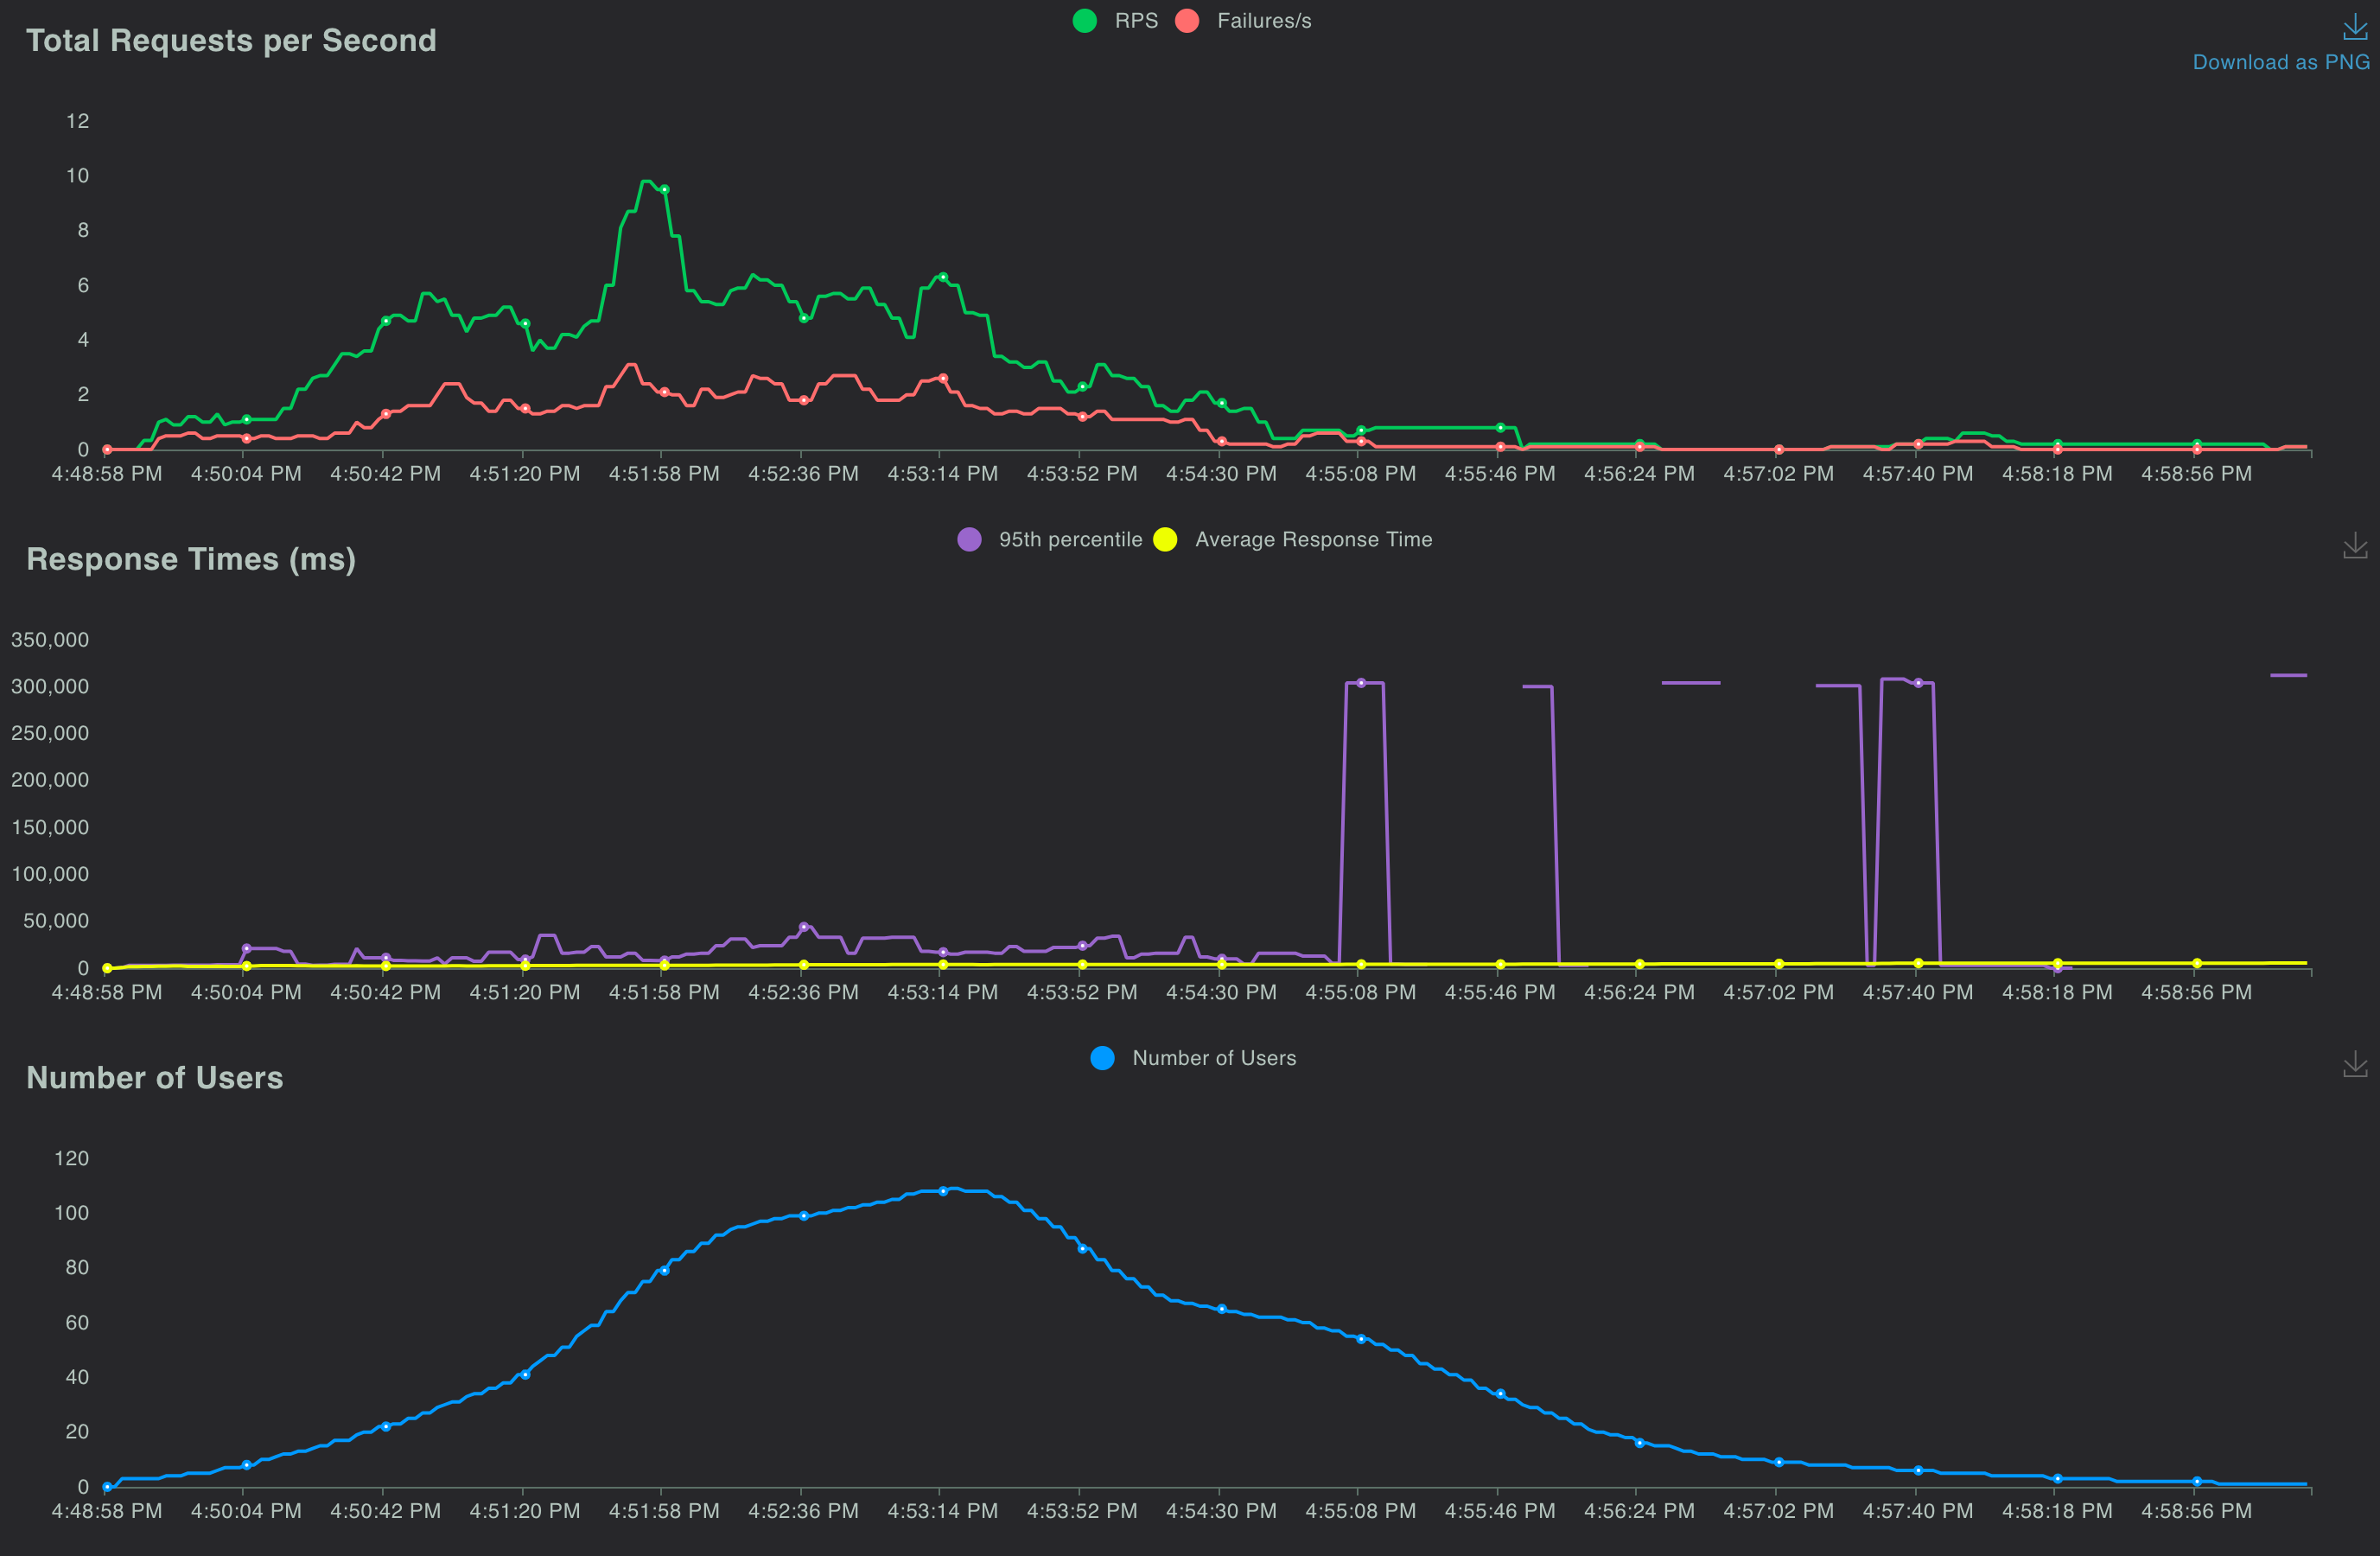 RPS Failures/s
Total Requests per Second
Download as PNG
12
10
8
6
4
2
0
4:48:58 PM 4:50:04 PM 4:50:42 PM 4:51:20 PM 4:51:58 PM 4:52:36 PM 4:53:14 PM 4:53:52 PM 4:54:30 PM 4:55:08 PM 4:55:46 PM 4:56:24 PM 4:57:02 PM 4:57:40 PM 4:58:18 PM 4:58:56 PM
95th percentile Average Response Time
Response Times (ms)
350,000
300,000
250,000
200,000
150,000
100,000
50,000
0
4:48:58 PM 4:50:04 PM 4:50:42 PM 4:51:20 PM 4:51:58 PM 4:52:36 PM 4:53:14 PM 4:53:52 PM 4:54:30 PM 4:55:08 PM 4:55:46 PM 4:56:24 PM 4:57:02 PM 4:57:40 PM 4:58:18 PM 4:58:56 PM
Number of Users
Number of Users
120
100
80
60
40
20
0
4:48:58 PM 4:50:04 PM 4:50:42 PM 4:51:20 PM 4:51:58 PM 4:52:36 PM 4:53:14 PM 4:53:52 PM 4:54:30 PM 4:55:08 PM 4:55:46 PM 4:56:24 PM 4:57:02 PM 4:57:40 PM 4:58:18 PM 4:58:56 PM